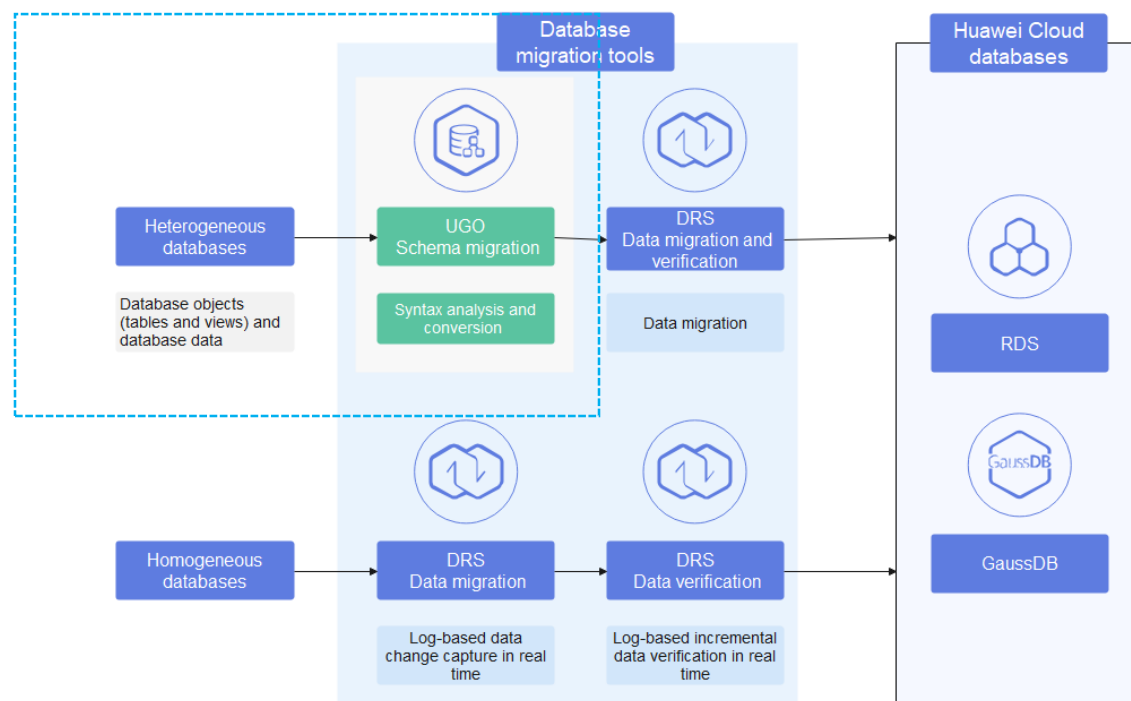 Database
migration tools
Huawei Cloud
databases
Heterogeneous
databases
UGO
Schema migration
DRS
Data migration and
verification
Database objects
(tables and views) and
database data
Syntax analysis and
conversion
Data migration
RDS
GaussDB
GaussDB
Homogeneous
databases
DRS
Data migration
DRS
Data verification
Log-based data
change capture in real
time
Log-based incremental
data verification in real
time